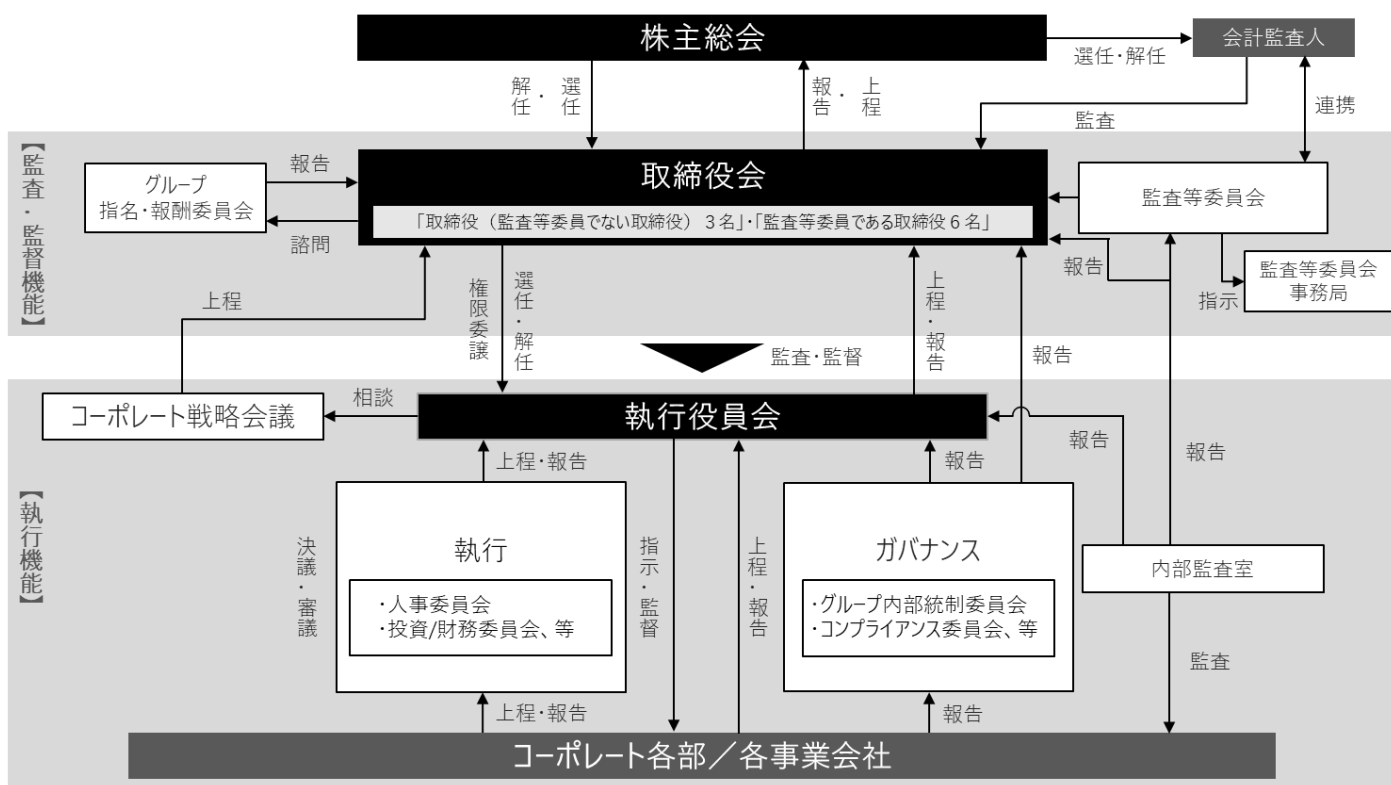 株主総会
会計監査人
選任・解任
選任・解任
報告・上程
監査
連携
【監査・監督機能】
グループ
指名・報酬委員会
報告
諮問
取締役会
「取締役（監査等委員でない取締役） 3名」・「監査等委員である取締役６名」
監査等委員会
報告
指示
監査等委員会
事務局
上程
権限委譲
選任・解任
監査・監督
上程・報告
報告
【執行機能】
コーポレート戦略会議
相談
執行役員会
報告
報告
上程・報告
報告
決議・審議
執行
・人事委員会
・投資/財務委員会、等
指示・監督
上程・報告
ガバナンス
・グループ内部統制委員会
・コンプライアンス委員会、等
内部監査室
監査
上程・報告
報告
コーポレート各部／各事業会社